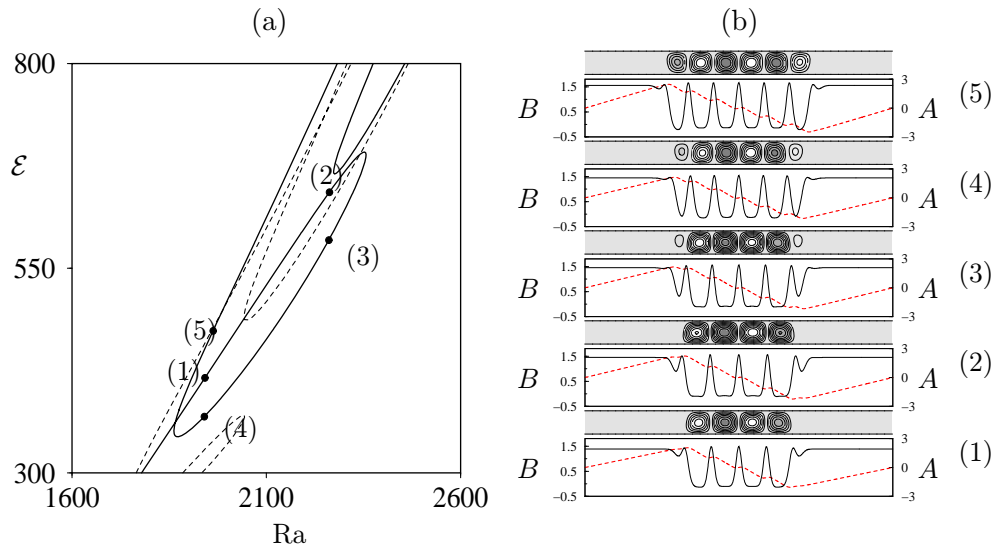 (a)
800
ℰ
550
300
1600
2100
2600
Ra
(2)
(3)
(5)
(1)
(4)
(b)
B 1.5 0.5 -0.5 3 0 −3 A (5)
B 1.5 0.5 -0.5 3 0 −3 A (4)
B 1.5 0.5 -0.5 3 0 −3 A (3)
B 1.5 0.5 -0.5 3 0 −3 A (2)
B 1.5 0.5 -0.5 3 0 −3 A (1)